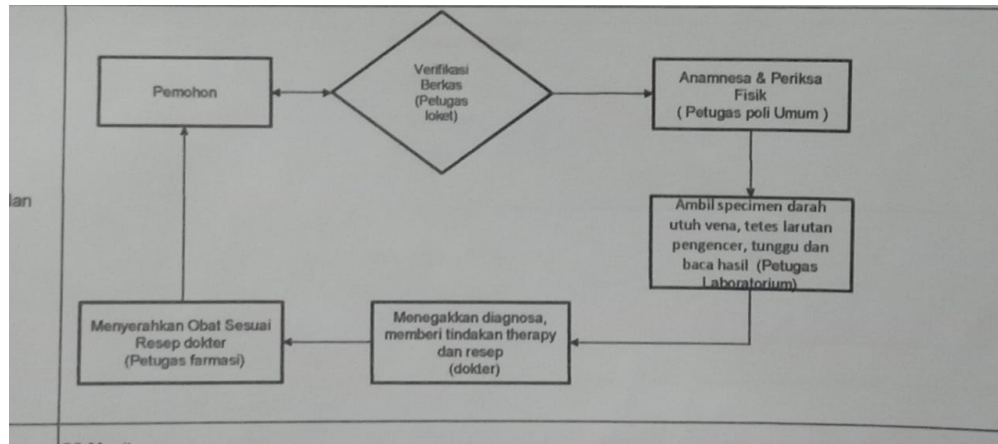 Pemohon
Verifikasi
Berkas
(Petugas
loket)
Anamnesa & Periksa
Fisik
( Petugas poli Umum )
lan
Ambil specimen darah
utuh vena, tetes larutan
pengencer, tunggu dan
baca hasil (Petugas
Laboratorium)
Menegakkan diagnosa,
memberi tindakan therapy
dan resep
(dokter)
Menyerahkan Obat Sesuai
Resep dokter
(Petugas farmasi)